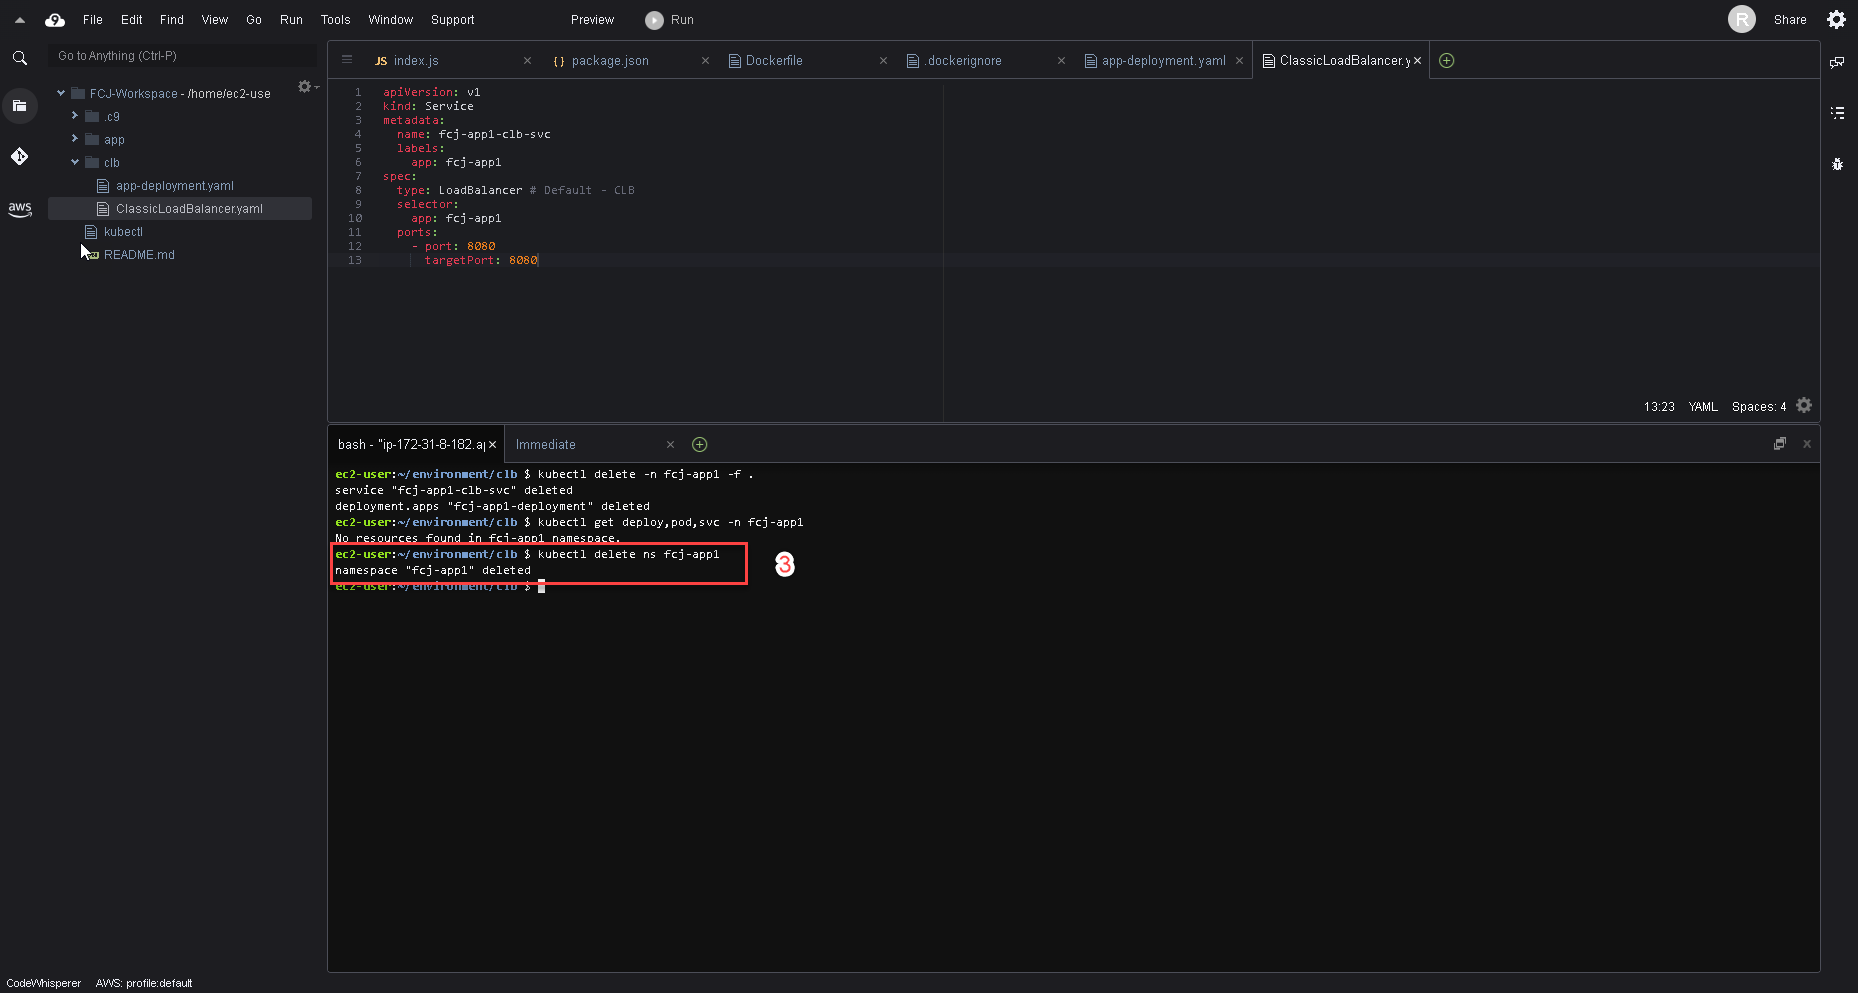 9 File Edit Find View Go Run Tools Window Support Preview Run R Share
Go to Anything (Ctrl-P)
FCJ-Workspace - /home/ec2-use
.c9
app
clb
app-deployment.yaml
ClassicLoadBalancer.yaml
kubectl
README.md
aws
JS index.js × {} package.json × Dockerfile × .dockerignore × app-deployment.yaml × ClassicLoadBalancer.y ×
1 apiVersion: v1
2 kind: Service
3 metadata:
4 name: fcj-app1-clb-svc
5 labels:
6 app: fcj-app1
7 spec:
8 type: LoadBalancer # Default - CLB
9 selector:
10 app: fcj-app1
11 ports:
12 - port: 8080
13 targetPort: 8080
13:23 YAML Spaces: 4
bash - "ip-172-31-8-182.ap × Immediate ×
ec2-user:~/environment/clb $ kubectl delete -n fcj-app1 -f .
service "fcj-app1-clb-svc" deleted
deployment.apps "fcj-app1-deployment" deleted
ec2-user:~/environment/clb $ kubectl get deploy,pod,svc -n fcj-app1
No resources found in fcj-app1 namespace.
ec2-user:~/environment/clb $ kubectl delete ns fcj-app1
namespace "fcj-app1" deleted
3
ec2-user:~/environment/clb $
CodeWhisperer AWS: profile:default